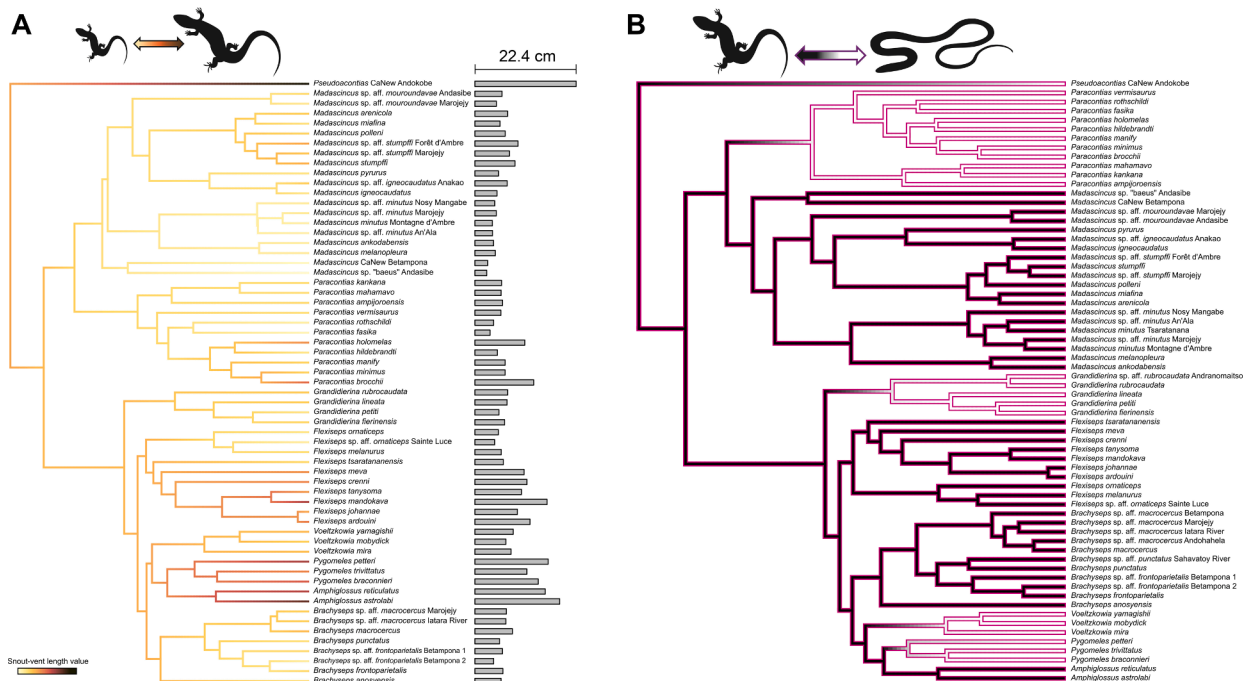 A
22.4 cm
Pseudoacontias CaNew Andokobe
Madascincus sp. aff. mouroundavae Andasibe
Madascincus sp. aff. mouroundavae Marojejy
Madascincus arenicola
Madascincus miafina
Madascincus polleni
Madascincus sp. aff. stumpffi Forêt d'Ambre
Madascincus sp. aff. stumpffi Marojejy
Madascincus stumpffi
Madascincus pyrurus
Madascincus sp. aff. igneocaudatus Anakao
Madascincus igneocaudatus
Madascincus sp. aff. minutus Nosy Mangabe
Madascincus sp. aff. minutus Marojejy
Madascincus minutus Montagne d'Ambre
Madascincus sp. aff. minutus An'Ala
Madascincus ankodabensis
Madascincus melanopleura
Madascincus CaNew Betampona
Madascincus sp. "baeus" Andasibe
Paracontias kankana
Paracontias mahamavo
Paracontias ampijoroensis
Paracontias vermisaurus
Paracontias rothschildi
Paracontias fasika
Paracontias holomelas
Paracontias hildebrandti
Paracontias manify
Paracontias minimus
Paracontias brocchii
Grandidierina rubrocaudata
Grandidierina lineata
Grandidierina petiti
Grandidierina fierinensis
Flexiseps ornaticeps
Flexiseps sp. aff. ornaticeps Sainte Luce
Flexiseps melanurus
Flexiseps tsaratananensis
Flexiseps meva
Flexiseps crenni
Flexiseps tanysoma
Flexiseps mandokava
Flexiseps johannae
Flexiseps ardouini
Voeltzkowia yamagishii
Voeltzkowia mobydick
Voeltzkowia mira
Pygomeles petteri
Pygomeles trivittatus
Pygomeles braconnieri
Amphiglossus reticulatus
Amphiglossus astrolabi
Brachyseps sp. aff. macrocercus Marojejy
Brachyseps sp. aff. macrocercus Iatara River
Brachyseps macrocercus
Brachyseps punctatus
Brachyseps sp. aff. frontoparietalis Betampona 1
Brachyseps sp. aff. frontoparietalis Betampona 2
Brachyseps frontoparietalis
Brachyseps anosyensis
Snout-vent length value
B
Pseudoacontias CaNew Andokobe
Paracontias vermisaurus
Paracontias rothschildi
Paracontias fasika
Paracontias holomelas
Paracontias hildebrandti
Paracontias manify
Paracontias minimus
Paracontias brocchii
Paracontias mahamavo
Paracontias kankana
Paracontias ampijoroensis
Madascincus sp. "baeus" Andasibe
Madascincus CaNew Betampona
Madascincus sp. aff. mouroundavae Marojejy
Madascincus sp. aff. mouroundavae Andasibe
Madascincus pyrurus
Madascincus sp. aff. igneocaudatus Anakao
Madascincus igneocaudatus
Madascincus sp. aff. stumpffi Forêt d'Ambre
Madascincus stumpffi
Madascincus sp. aff. stumpffi Marojejy
Madascincus polleni
Madascincus miafina
Madascincus arenicola
Madascincus sp. aff. minutus Nosy Mangabe
Madascincus sp. aff. minutus An'Ala
Madascincus minutus Tsaratanana
Madascincus sp. aff. minutus Marojejy
Madascincus minutus Montagne d'Ambre
Madascincus melanopleura
Madascincus ankodabensis
Grandidierina sp. aff. rubrocaudata Andranomaitso
Grandidierina rubrocaudata
Grandidierina lineata
Grandidierina petiti
Grandidierina fierinensis
Flexiseps tsaratananensis
Flexiseps meva
Flexiseps crenni
Flexiseps tanysoma
Flexiseps mandokava
Flexiseps johannae
Flexiseps ardouini
Flexiseps ornaticeps
Flexiseps melanurus
Flexiseps sp. aff. ornaticeps Sainte Luce
Brachyseps sp. aff. macrocercus Betampona
Brachyseps sp. aff. macrocercus Marojejy
Brachyseps sp. aff. macrocercus Iatara River
Brachyseps sp. aff. macrocercus Andohahela
Brachyseps macrocercus
Brachyseps sp. aff. punctatus Sahavatoy River
Brachyseps punctatus
Brachyseps sp. aff. frontoparietalis Betampona 1
Brachyseps sp. aff. frontoparietalis Betampona 2
Brachyseps frontoparietalis
Brachyseps anosyensis
Voeltzkowia yamagishii
Voeltzkowia mobydick
Voeltzkowia mira
Pygomeles petteri
Pygomeles trivittatus
Pygomeles braconnieri
Amphiglossus reticulatus
Amphiglossus astrolabi